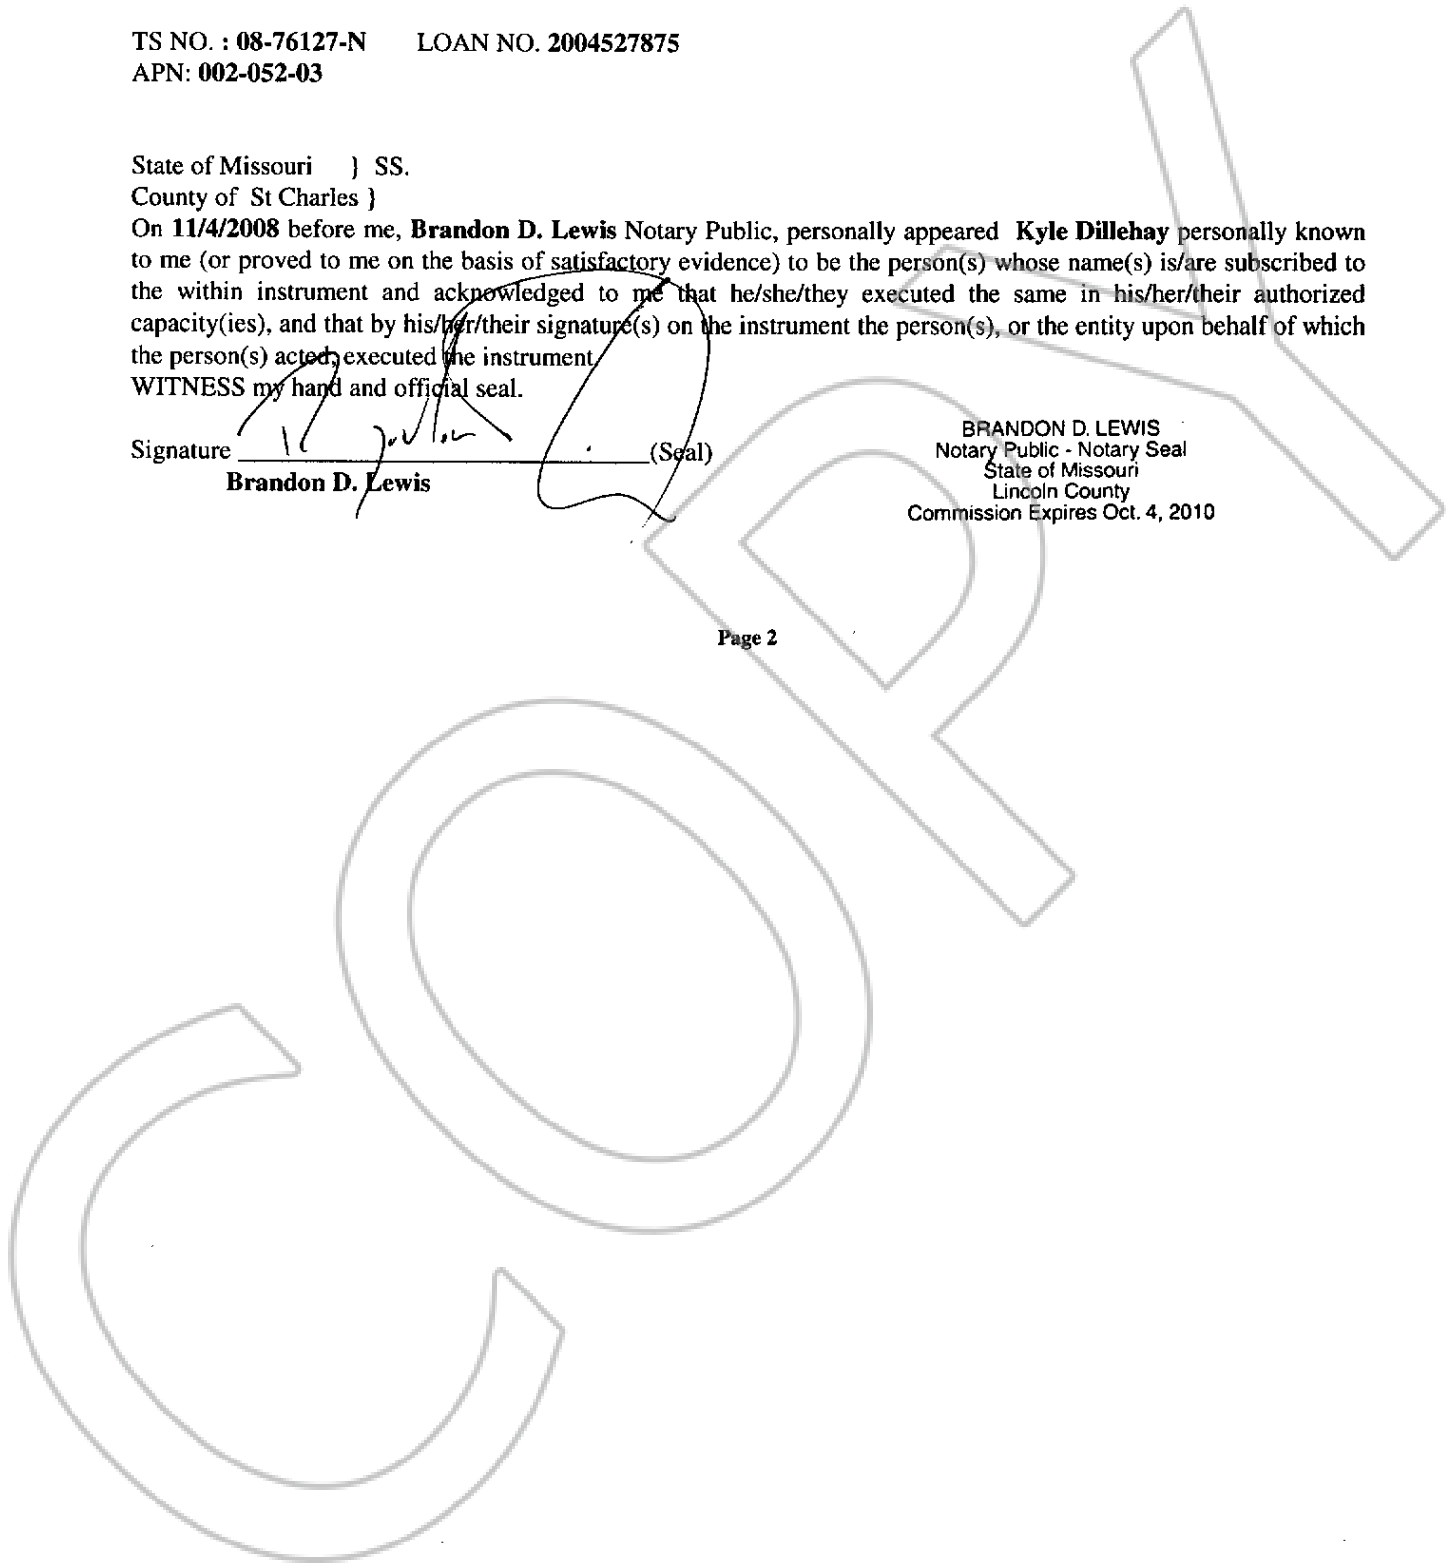 TS NO. : 08-76127-N LOAN NO. 2004527875
APN: 002-052-03
State of Missouri } SS.
County of St Charles }
On 11/4/2008 before me, Brandon D. Lewis Notary Public, personally appeared Kyle Dillehay personally known
to me (or proved to me on the basis of satisfactory evidence) to be the person(s) whose name(s) is/are subscribed to
the within instrument and acknowledged to me that he/she/they executed the same in his/her/their authorized
capacity(ies), and that by his/her/their signature(s) on the instrument the person(s), or the entity upon behalf of which
the person(s) acted, executed the instrument.
WITNESS my hand and official seal.
Signature (Seal)
Brandon D. Lewis
BRANDON D. LEWIS
Notary Public - Notary Seal
State of Missouri
Lincoln County
Commission Expires Oct. 4, 2010
Page 2
COPY